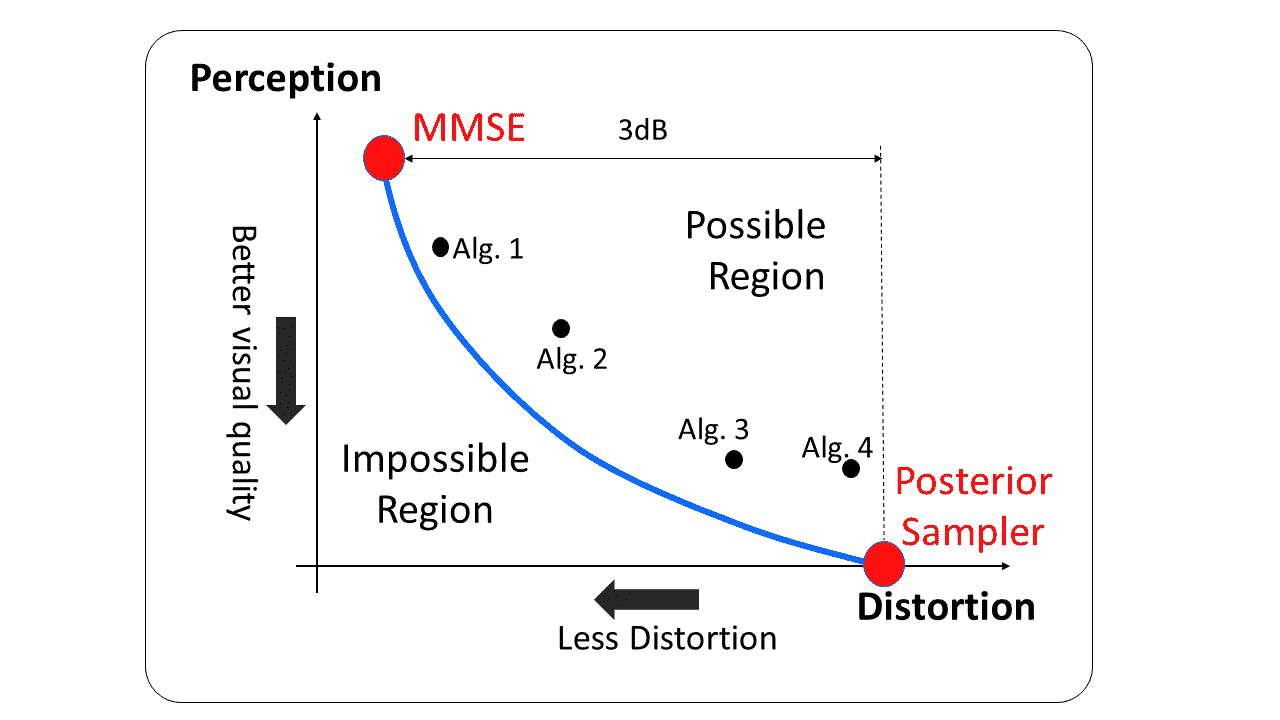 Perception
MMSE
3dB
Better visual quality
Alg. 1
Possible
Region
Alg. 2
Impossible
Region
Alg. 3
Alg. 4
Posterior
Sampler
Distortion
Less Distortion